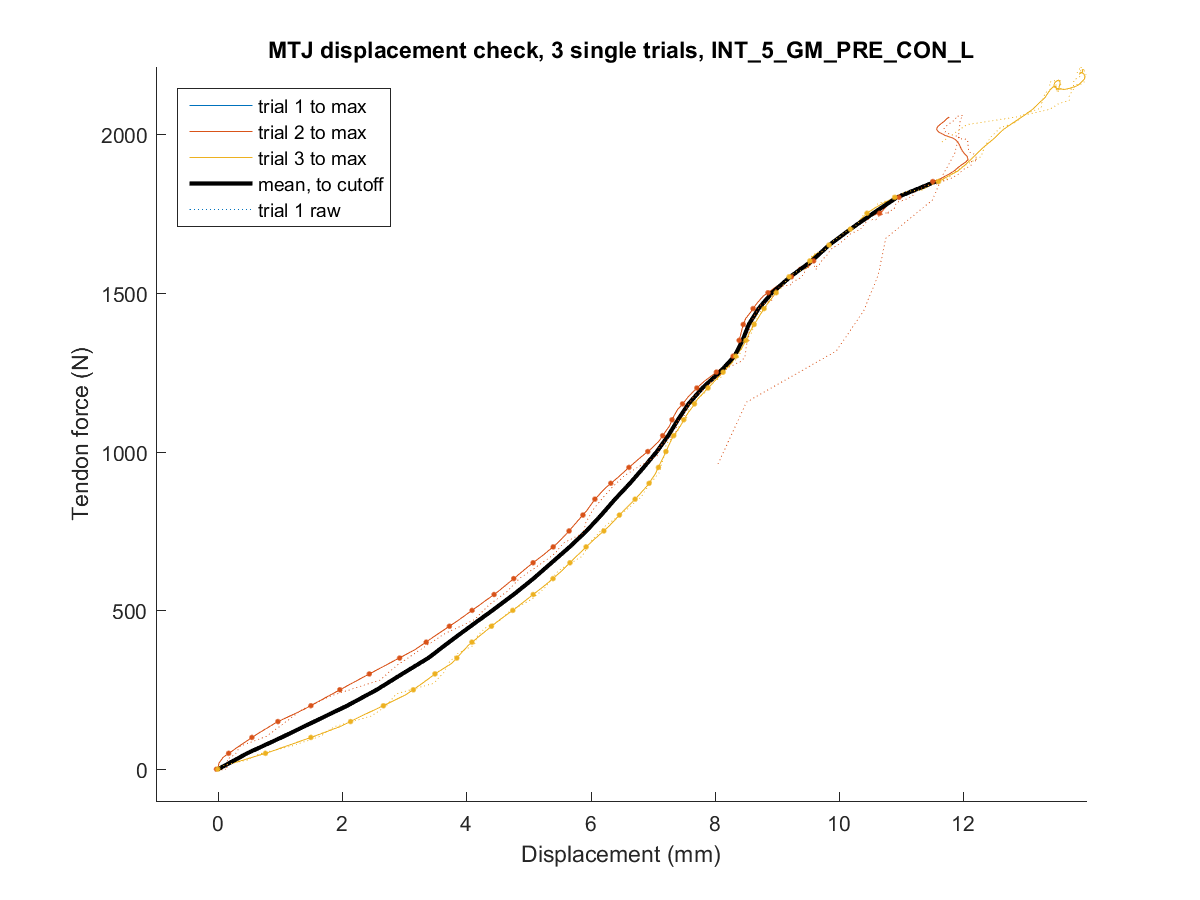 MTJ displacement check, 3 single trials, INT_5_GM_PRE_CON_L
trial 1 to max
trial 2 to max
trial 3 to max
mean, to cutoff
trial 1 raw
2000
1500
1000
500
0
Tendon force (N)
0 2 4 6 8 10 12
Displacement (mm)